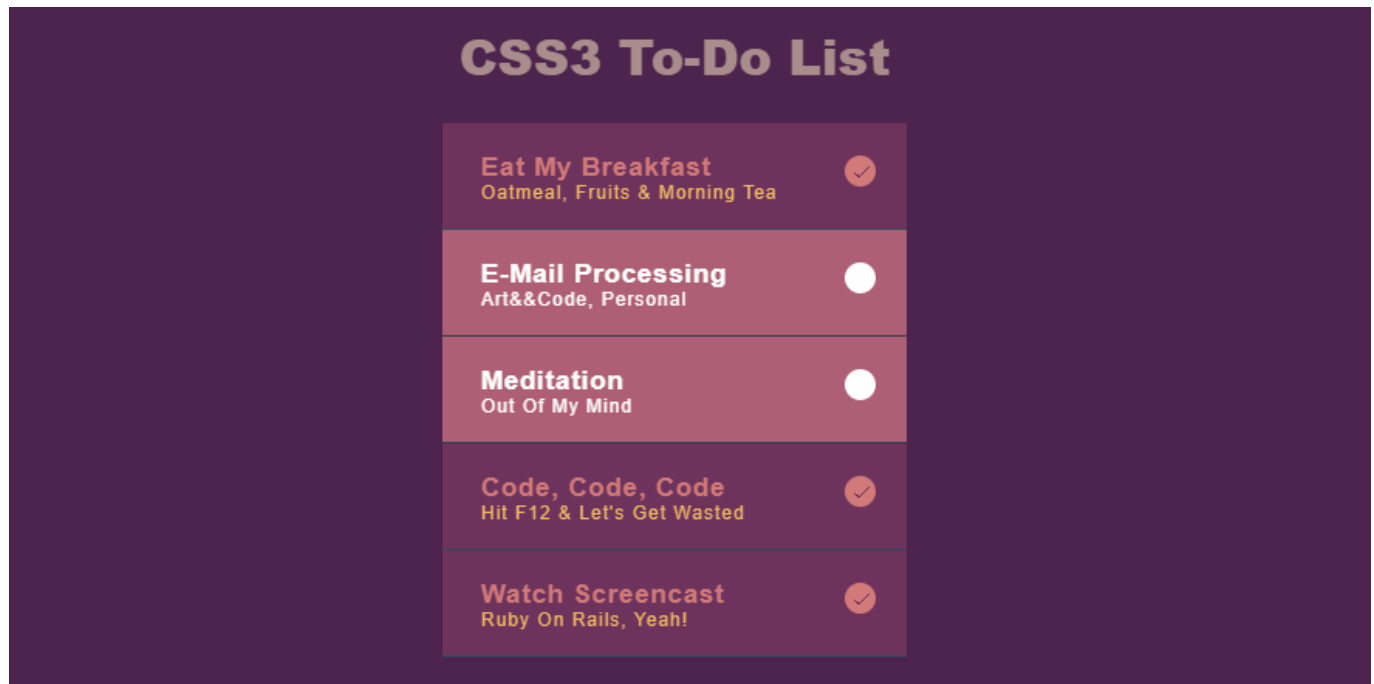 CSS3 To-Do List
Eat My Breakfast
Oatmeal, Fruits & Morning Tea
E-Mail Processing
Art&&Code, Personal
Meditation
Out Of My Mind
Code, Code, Code
Hit F12 & Let's Get Wasted
Watch Screencast
Ruby On Rails, Yeah!